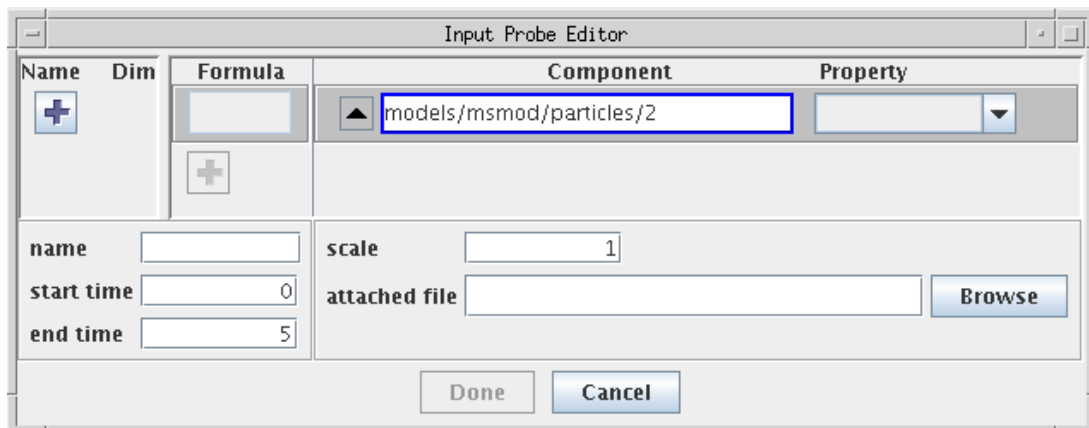 Input Probe Editor
Name Dim Formula Component Property
models/msmod/particles/2
name scale 1
start time 0 attached file Browse
end time 5
Done Cancel